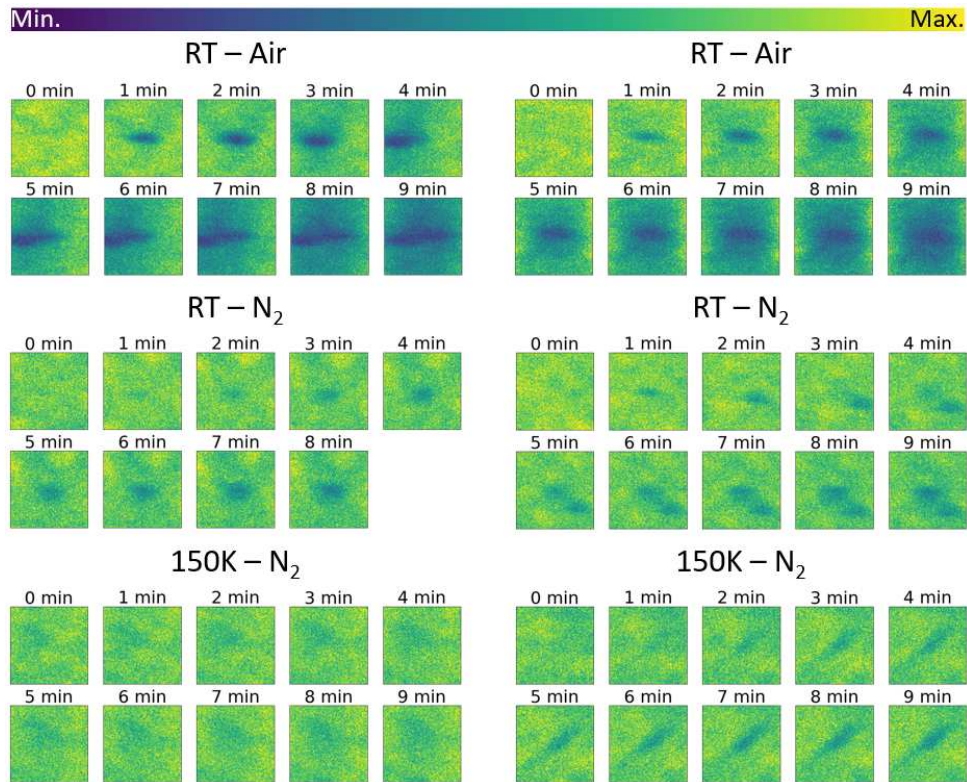 Min. Max.
RT – Air RT – Air
0 min 1 min 2 min 3 min 4 min 0 min 1 min 2 min 3 min 4 min
5 min 6 min 7 min 8 min 9 min 5 min 6 min 7 min 8 min 9 min
RT – N₂ RT – N₂
0 min 1 min 2 min 3 min 4 min 0 min 1 min 2 min 3 min 4 min
5 min 6 min 7 min 8 min 5 min 6 min 7 min 8 min 9 min
150K – N₂ 150K – N₂
0 min 1 min 2 min 3 min 4 min 0 min 1 min 2 min 3 min 4 min
5 min 6 min 7 min 8 min 9 min 5 min 6 min 7 min 8 min 9 min